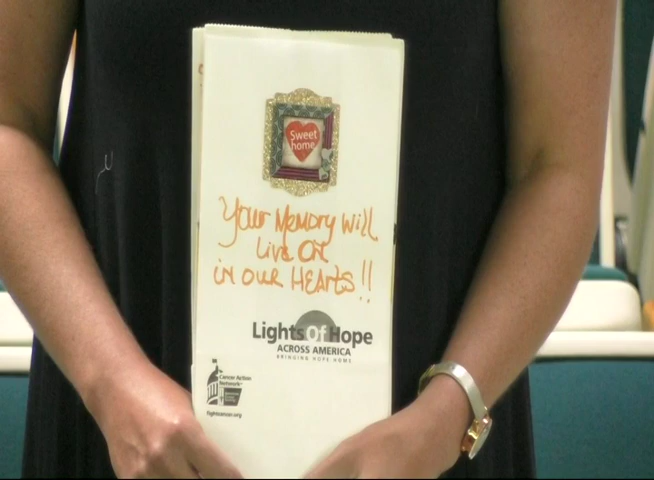 Sweet
home
Your Memory Will
Live On
in our Hearts!!
Lights Of Hope
ACROSS AMERICA
BRINGING HOPE HOME
Cancer Action
Network
fightcancer.org